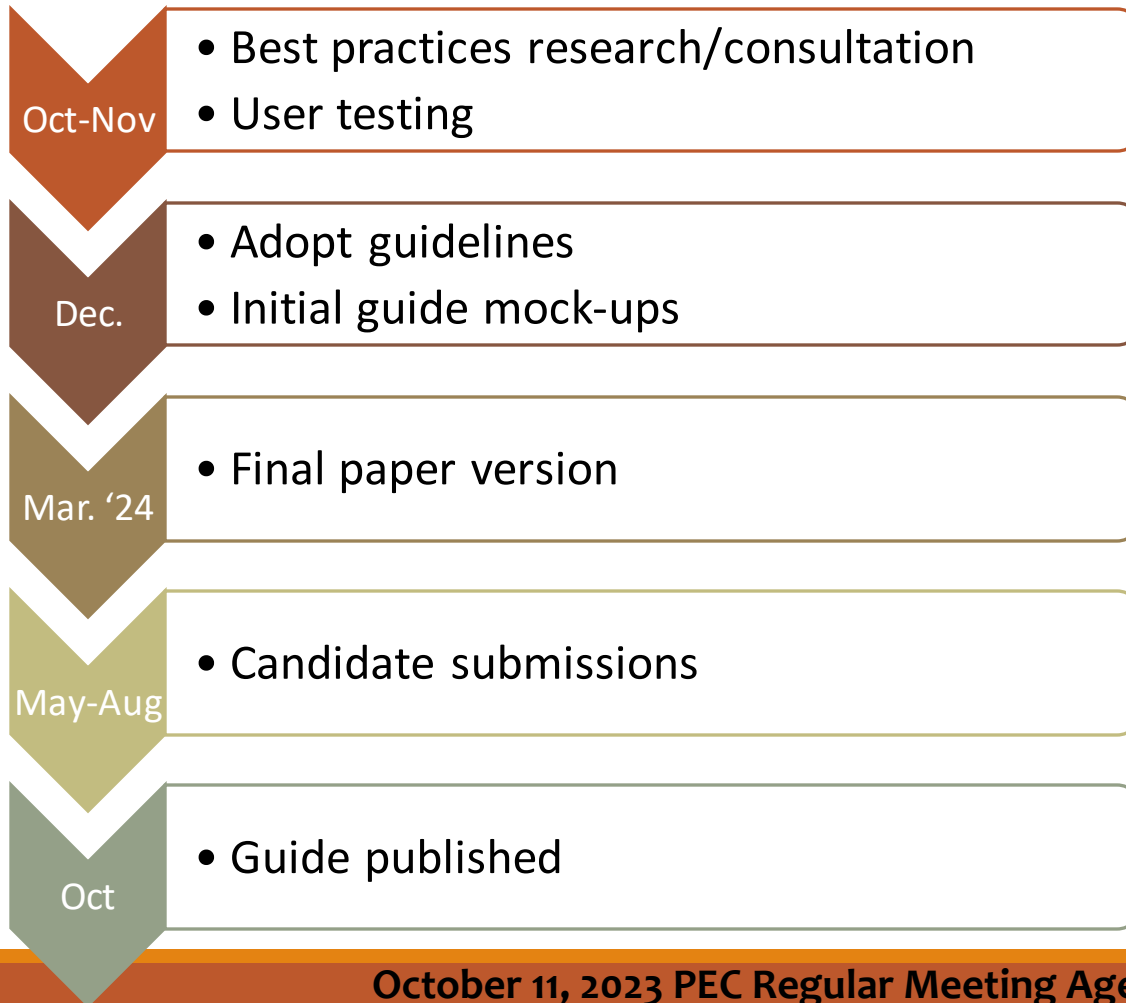 Oct-Nov
• Best practices research/consultation
• User testing
Dec.
• Adopt guidelines
• Initial guide mock-ups
Mar. ‘24
• Final paper version
May-Aug
• Candidate submissions
Oct
• Guide published
October 11, 2023 PEC Regular Meeting Age